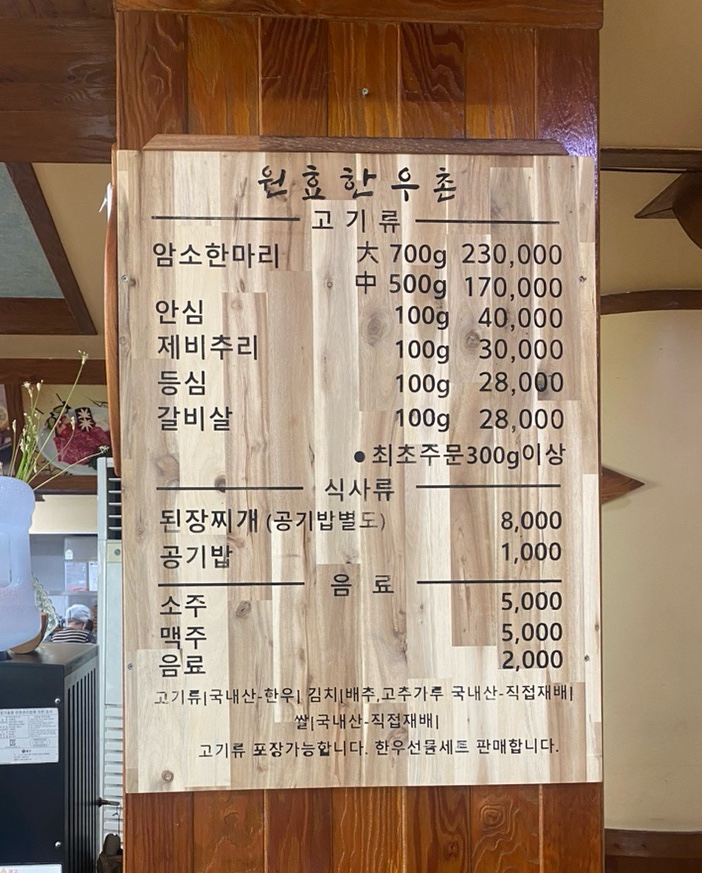 원효한우촌
고기류
암소한마리 大 700g 230,000
中 500g 170,000
안심 100g 40,000
제비추리 100g 30,000
등심 100g 28,000
갈비살 100g 28,000
●최초주문300g이상
식사류
된장찌개 (공기밥별도) 8,000
공기밥 1,000
음 료
소주 5,000
맥주 5,000
음료 2,000
고기류|국내산-한우| 김치|배추,고추가루 국내산-직접재배|
쌀|국내산-직접재배|
고기류 포장가능합니다. 한우선물세트 판매합니다.